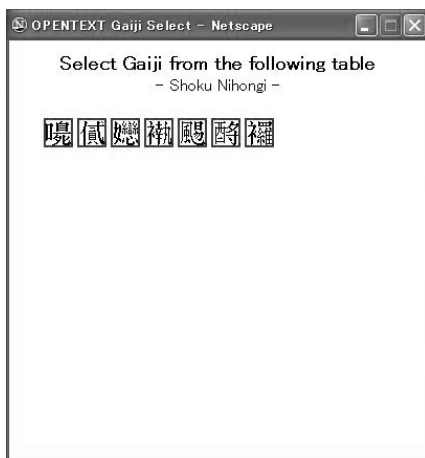 OPENTEXT Gaiji Select - Netscape
Select Gaiji from the following table
- Shoku Nihongi -